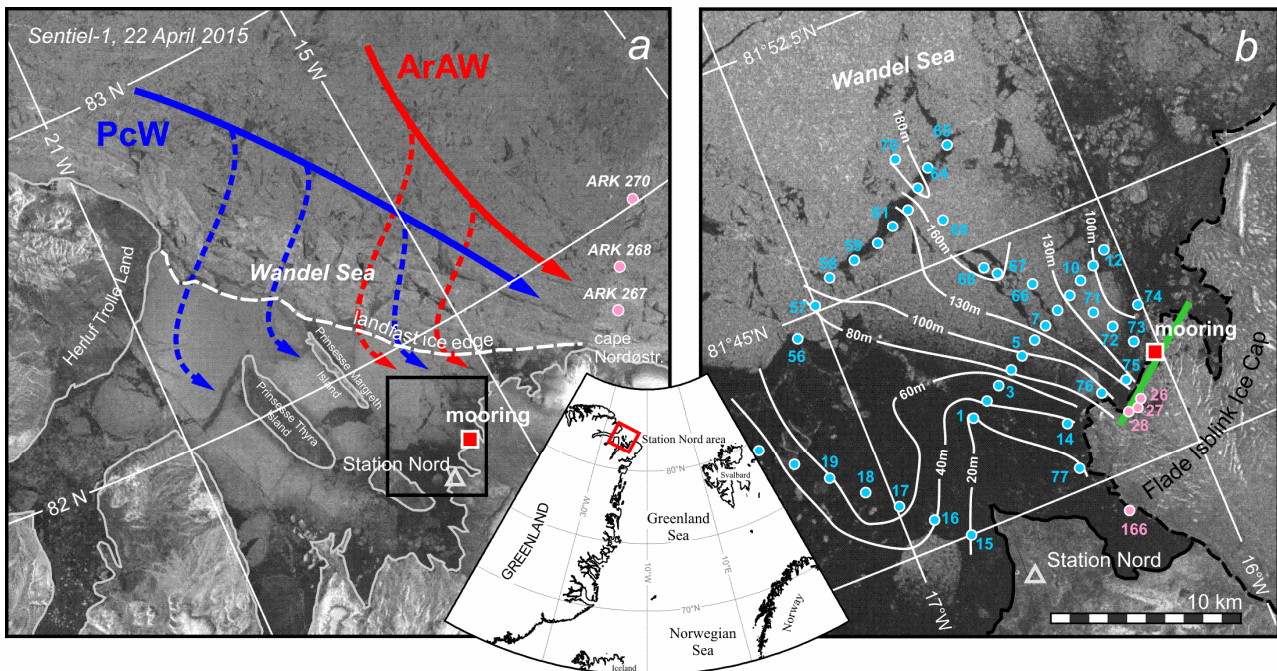 Sentiel-1, 22 April 2015
a
ArAW
PcW
83 N
15 W
21 W
82 N
ARK 270
ARK 268
ARK 267
Wandel Sea
landfast ice edge
cape
Nordøstr.
Herluf Trolle Land
Prinsesse Margreth
Island
Prinsesse Thyra
Island
mooring
Station Nord
b
81°52.5'N
Wandel Sea
180m
65
70
64
61
60
160m
59
58
57
56
81°45'N
68
67
66
130m
130m
100m
100m
80m
60m
40m
20m
10
12
71
7
72
73
74
mooring
5
75
3
76
26
27
28
1
14
77
19
18
17
16
15
166
Flade Isblink Ice Cap
Station Nord
17°W
16°W
10 km
Station Nord area
80°N
Svalbard
30°W
GREENLAND
Greenland
Sea
10°W
10°E
70°N
Norwegian
Sea
Norway
Iceland